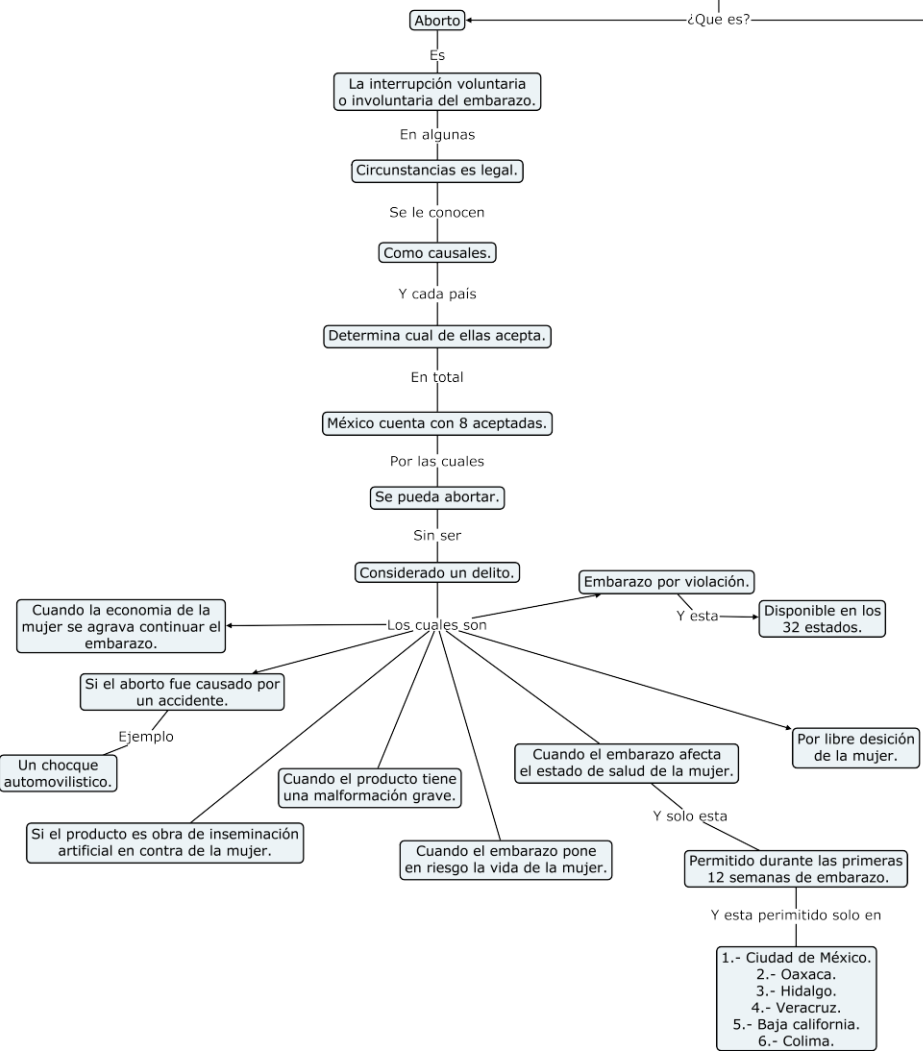 Aborto
¿Que es?
Es
La interrupción voluntaria
o involuntaria del embarazo.
En algunas
Circunstancias es legal.
Se le conocen
Como causales.
Y cada país
Determina cual de ellas acepta.
En total
México cuenta con 8 aceptadas.
Por las cuales
Se pueda abortar.
Sin ser
Considerado un delito.
Los cuales son
Embarazo por violación.
Y esta
Disponible en los
32 estados.
Cuando la economia de la
mujer se agrava continuar el
embarazo.
Si el aborto fue causado por
un accidente.
Ejemplo
Un chocque
automovilistico.
Si el producto es obra de inseminación
artificial en contra de la mujer.
Cuando el producto tiene
una malformación grave.
Cuando el embarazo pone
en riesgo la vida de la mujer.
Cuando el embarazo afecta
el estado de salud de la mujer.
Y solo esta
Permitido durante las primeras
12 semanas de embarazo.
Y esta perimitido solo en
1.- Ciudad de México.
2.- Oaxaca.
3.- Hidalgo.
4.- Veracruz.
5.- Baja california.
6.- Colima.
Por libre desición
de la mujer.